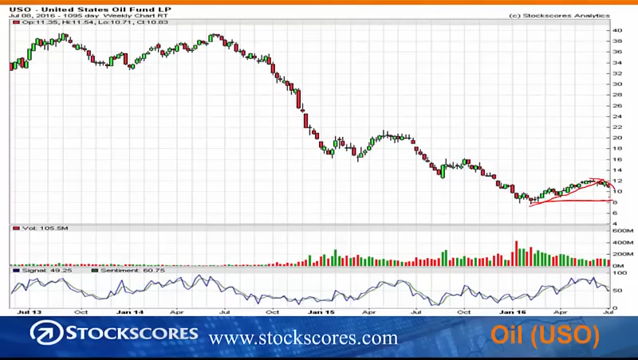 USO - United States Oil Fund LP
Jul 08, 2016 - 1095 day Weekly Chart RT
(c) Stockscores Analytics
Op:11.35, Hi:11.54, Lo:10.71, Cl:10.83
40
36
36
34
32
30
28
26
24
22
20
18
16
14
12
10
8
6
4
Vol: 105.5M
600M
400M
200M
0M
Signal: 49.25
Sentiment: 60.75
100
50
0
Jul 13
Oct
Jan 14
Apr
Jul
Oct
Jan 15
Apr
Jul
Oct
Jan 16
Apr
Jul
STOCKSCORES
www.stockscores.com
Oil (USO)